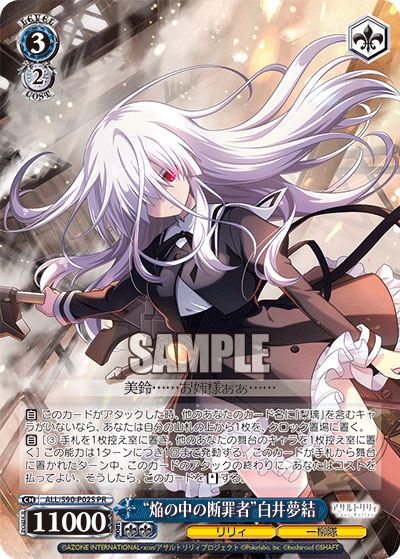 LEVEL
3
2
COST
SAMPLE
美鈴……お姉様ぁぁ……
自 このカードがアタックした時、他のあなたのカード名に「梨璃」を含むキャ
ラがいないなら、あなたは自分の山札の上から1枚を、クロック置場に置く。
自 [③ 手札を1枚控え室に置き、他のあなたの舞台のキャラを1枚控え室に置く]
この能力は1ターンにつき1回まで発動する。このカードが手札から舞台に置
かれたターン中、このカードのアタックの終わりに、あなたはコストを
払ってよい。そうしたら、このカードをスタンドする。
CH ALL/S90-P02S PR
11000
“焔の中の断罪者”白井夢結
アサルトリリィ
リリィ
一柳隊
©AZONE INTERNATIONAL・acus/アサルトリリィプロジェクト ©Pokelabo, Inc. ©bushiroad ©SHAFT